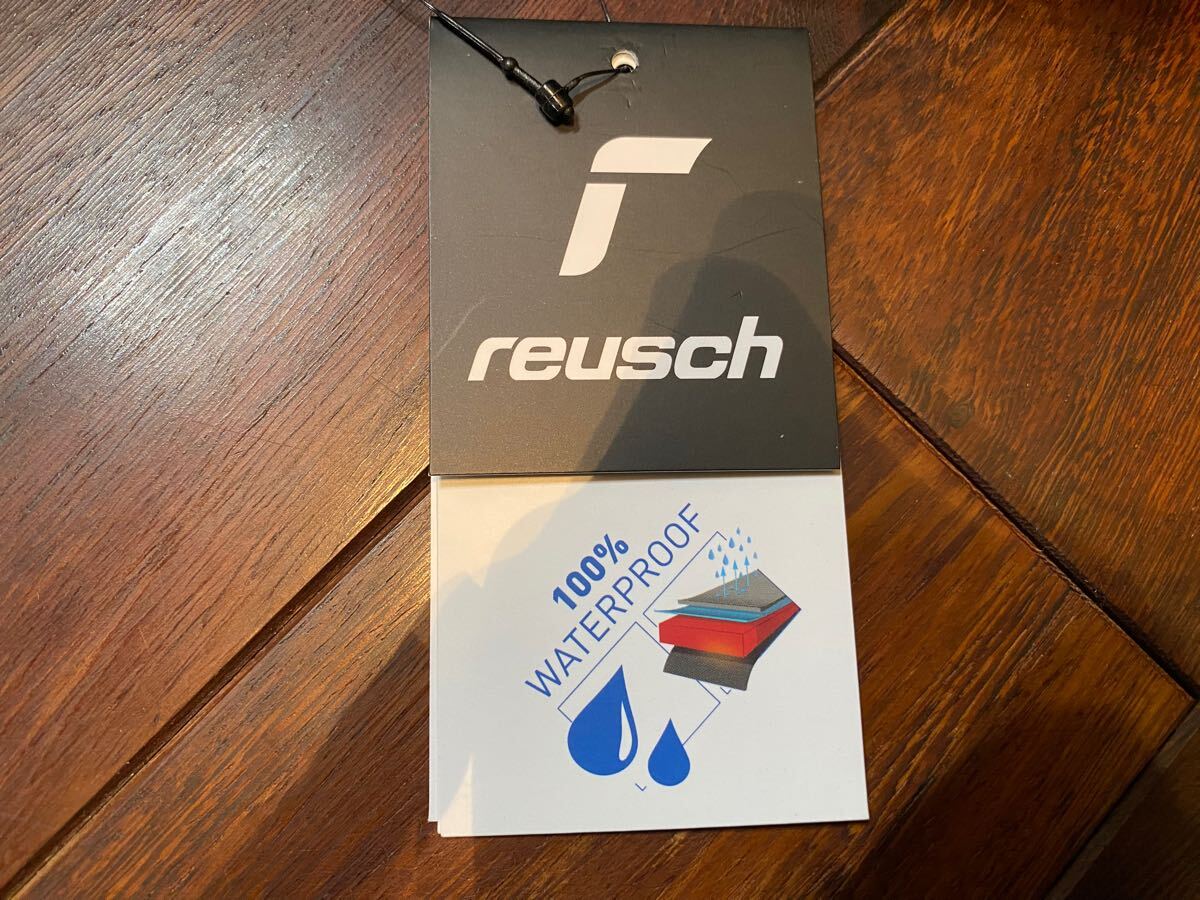 reusch
100%
WATERPROOF